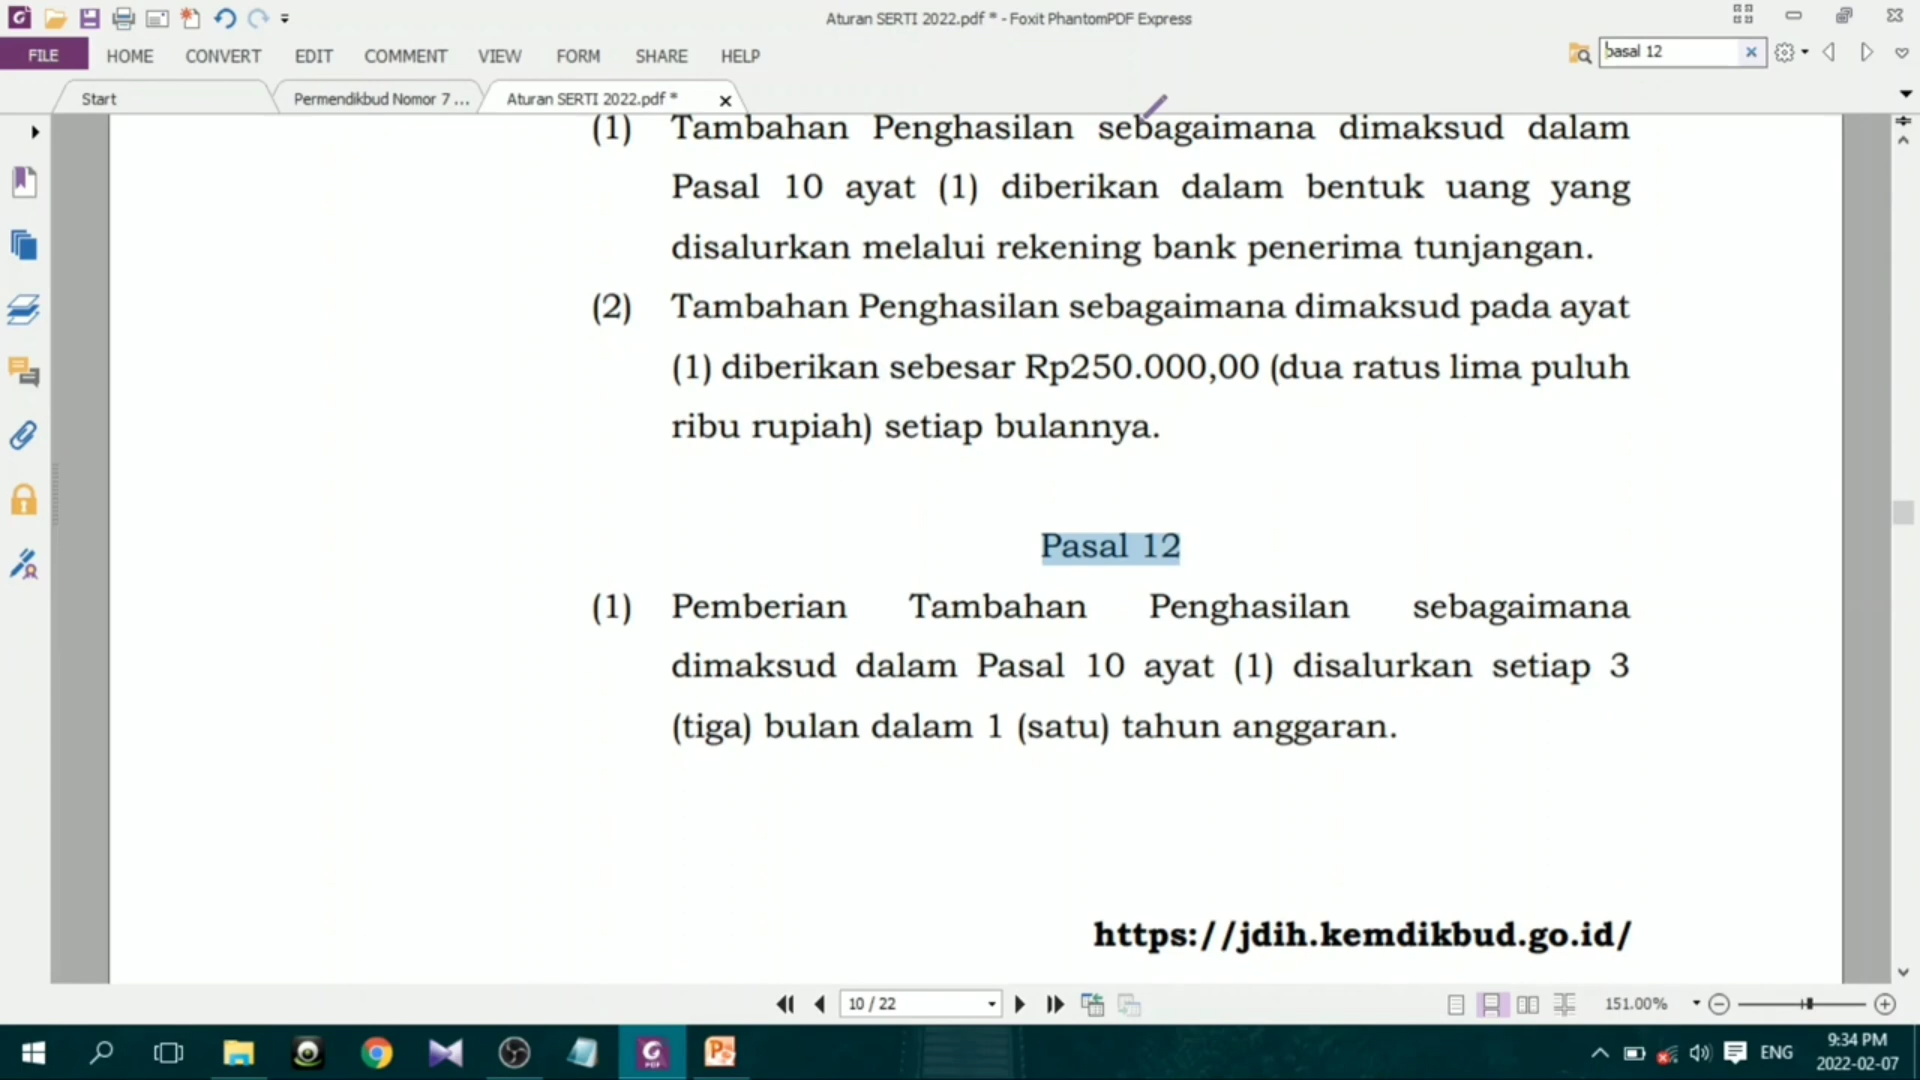 Aturan SERTI 2022.pdf * - Foxit PhantomPDF Express
FILE HOME CONVERT EDIT COMMENT VIEW FORM SHARE HELP
pasal 12
Start
Permendikbud Nomor 7 ...
Aturan SERTI 2022.pdf *
(1) Tambahan Penghasilan sebagaimana dimaksud dalam
Pasal 10 ayat (1) diberikan dalam bentuk uang yang
disalurkan melalui rekening bank penerima tunjangan.
(2) Tambahan Penghasilan sebagaimana dimaksud pada ayat
(1) diberikan sebesar Rp250.000,00 (dua ratus lima puluh
ribu rupiah) setiap bulannya.
Pasal 12
(1) Pemberian Tambahan Penghasilan sebagaimana
dimaksud dalam Pasal 10 ayat (1) disalurkan setiap 3
(tiga) bulan dalam 1 (satu) tahun anggaran.
https://jdih.kemdikbud.go.id/
10 / 22
151.00%
ENG
9:34 PM
2022-02-07